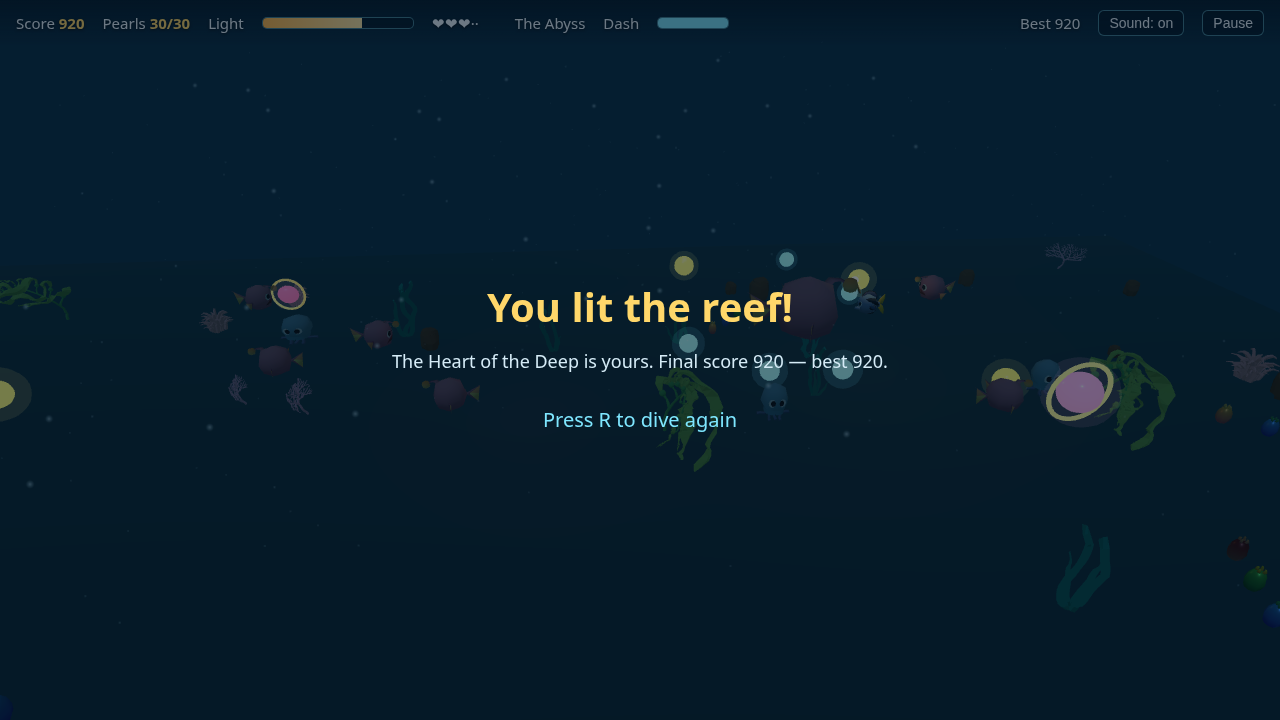 Score 920 Pearls 30/30 Light ❤❤❤·· The Abyss Dash Best 920 Sound: on Pause
You lit the reef!
The Heart of the Deep is yours. Final score 920 — best 920.
Press R to dive again